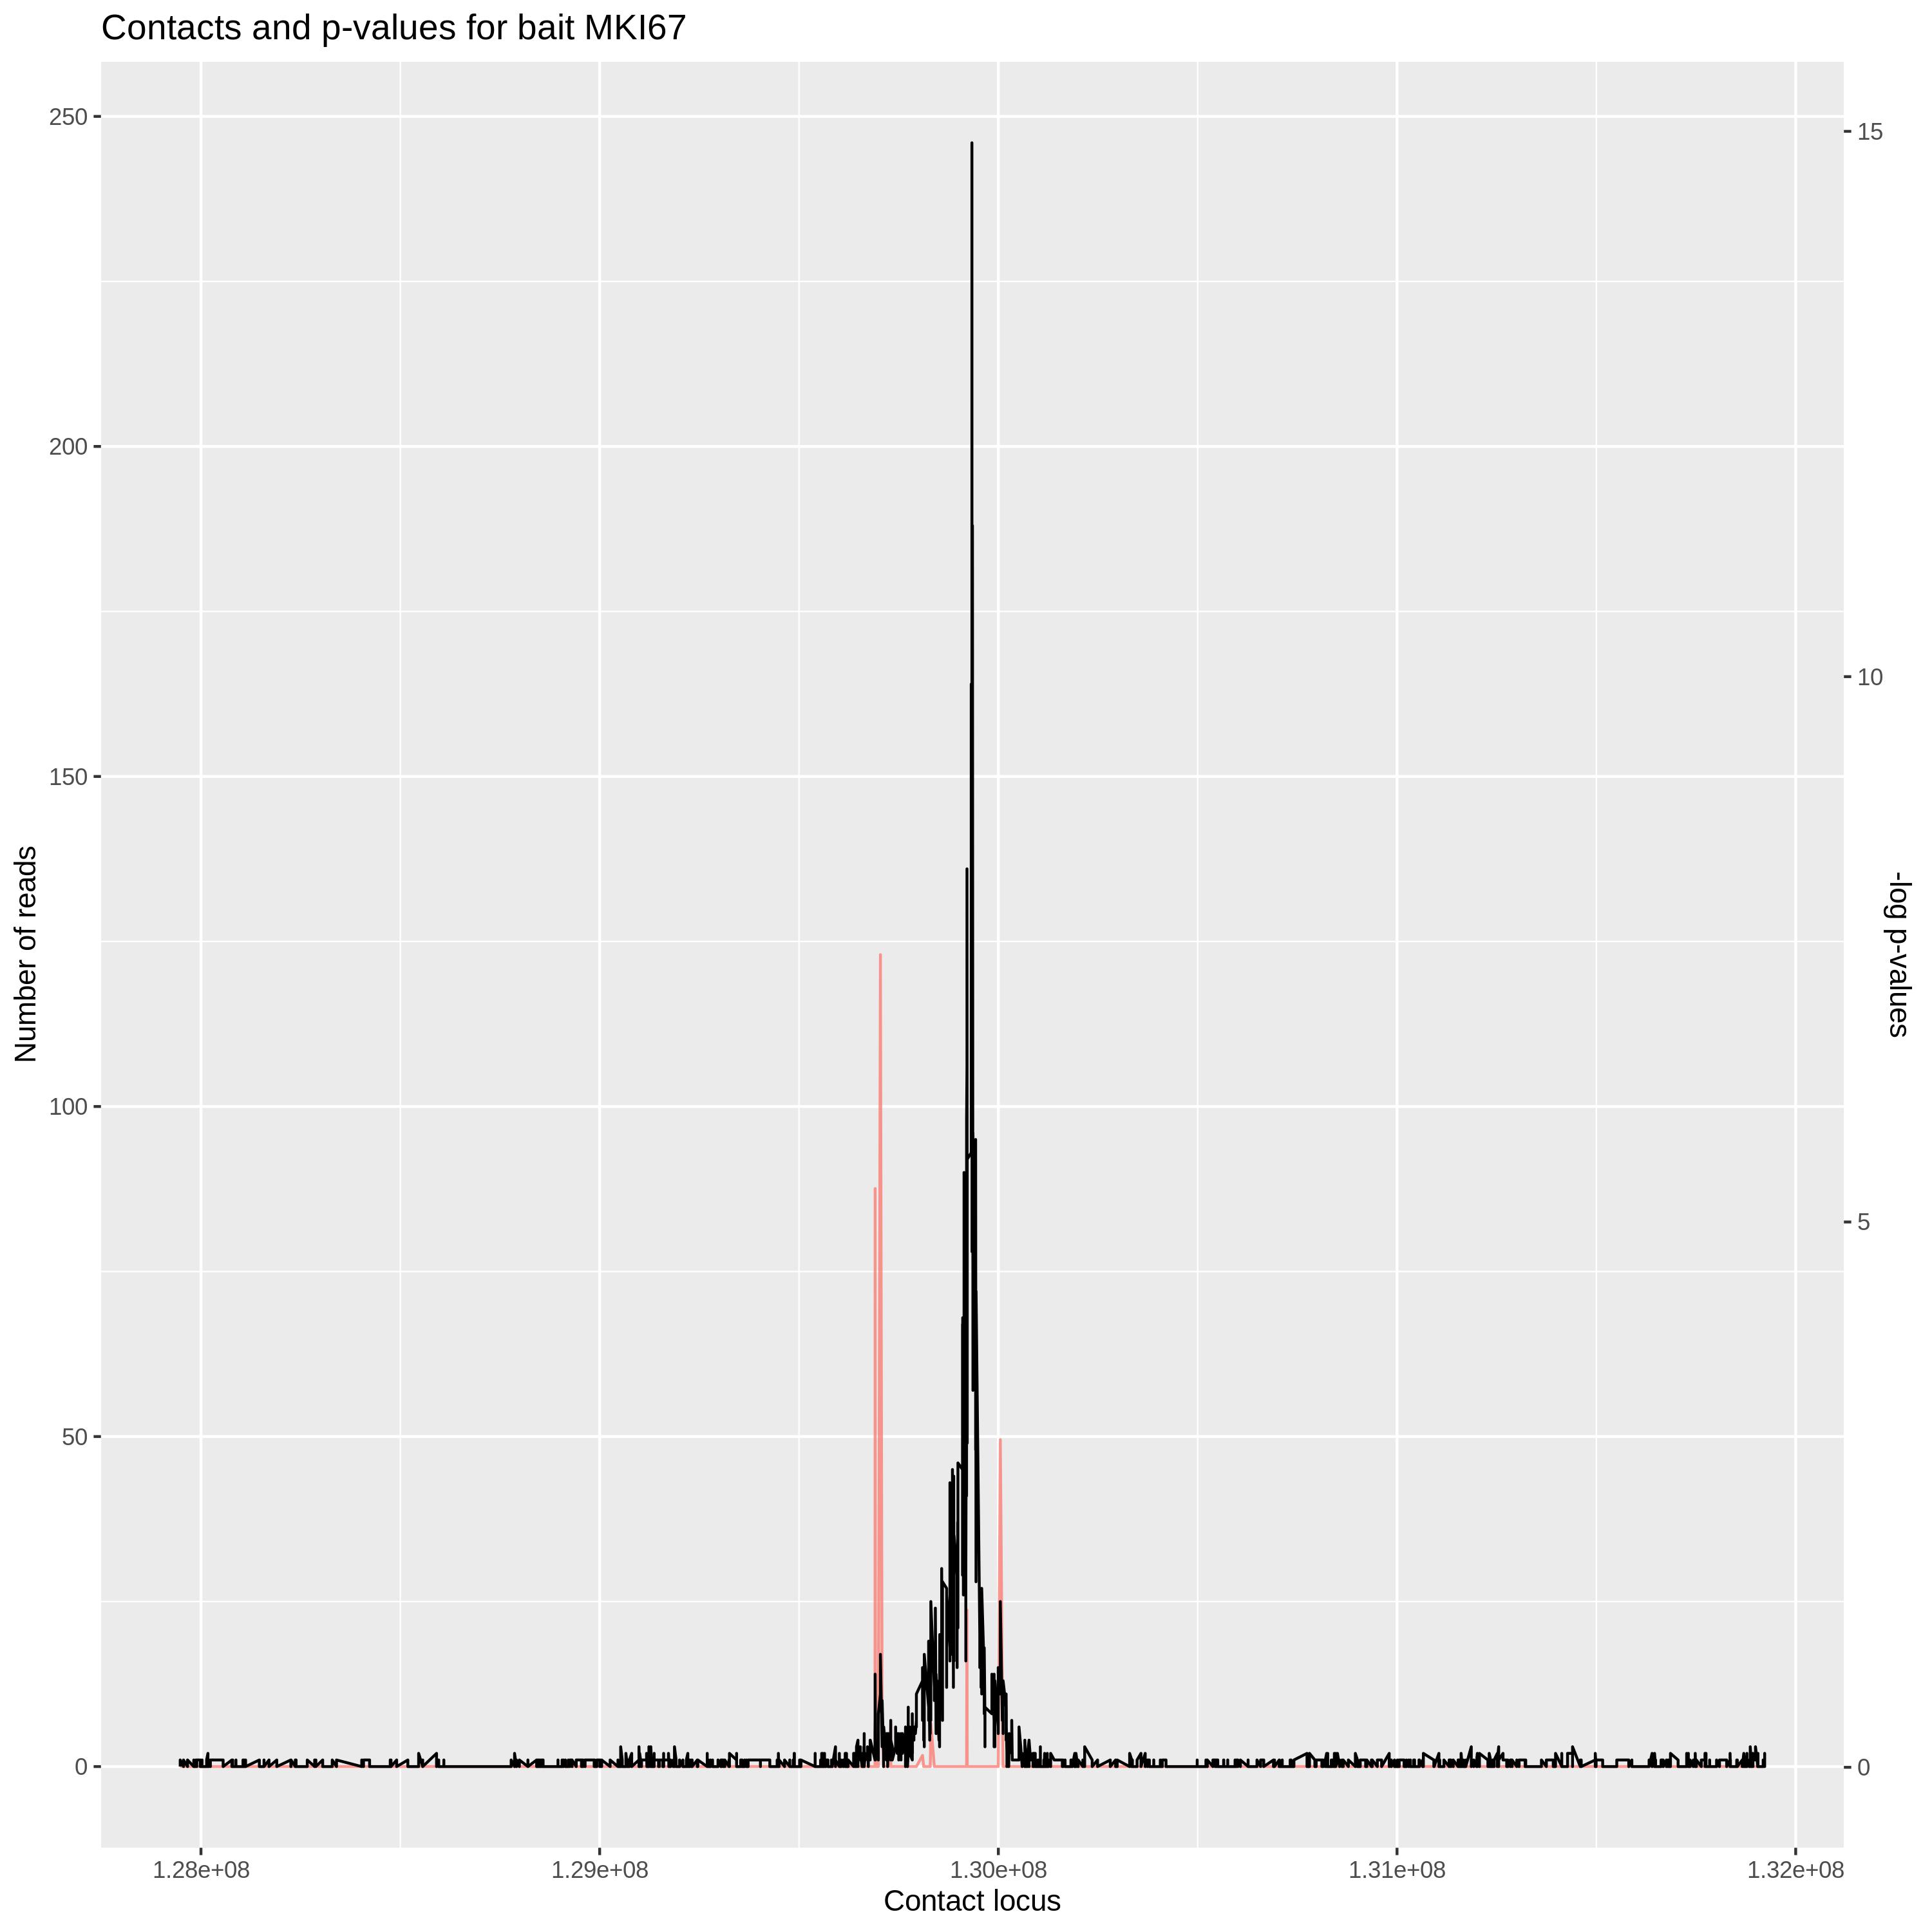 Contacts and p-values for bait MKI67
250
200
150
100
50
0
Number of reads
15
10
5
0
-log p-values
1.28e+08
1.29e+08
1.30e+08
1.31e+08
1.32e+08
Contact locus